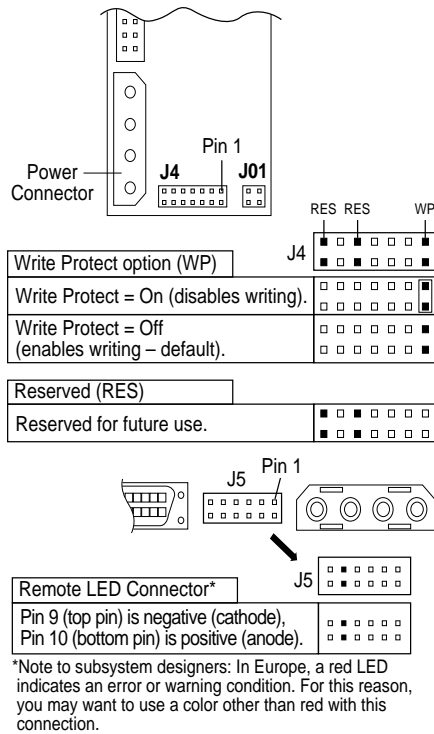 Pin 1
J4
J01
Power
Connector
RES RES WP
J4
Write Protect option (WP)
Write Protect = On (disables writing).
Write Protect = Off
(enables writing – default).
Reserved (RES)
Reserved for future use.
Pin 1
J5
J5
Remote LED Connector*
Pin 9 (top pin) is negative (cathode),
Pin 10 (bottom pin) is positive (anode).
*Note to subsystem designers: In Europe, a red LED
indicates an error or warning condition. For this reason,
you may want to use a color other than red with this
connection.